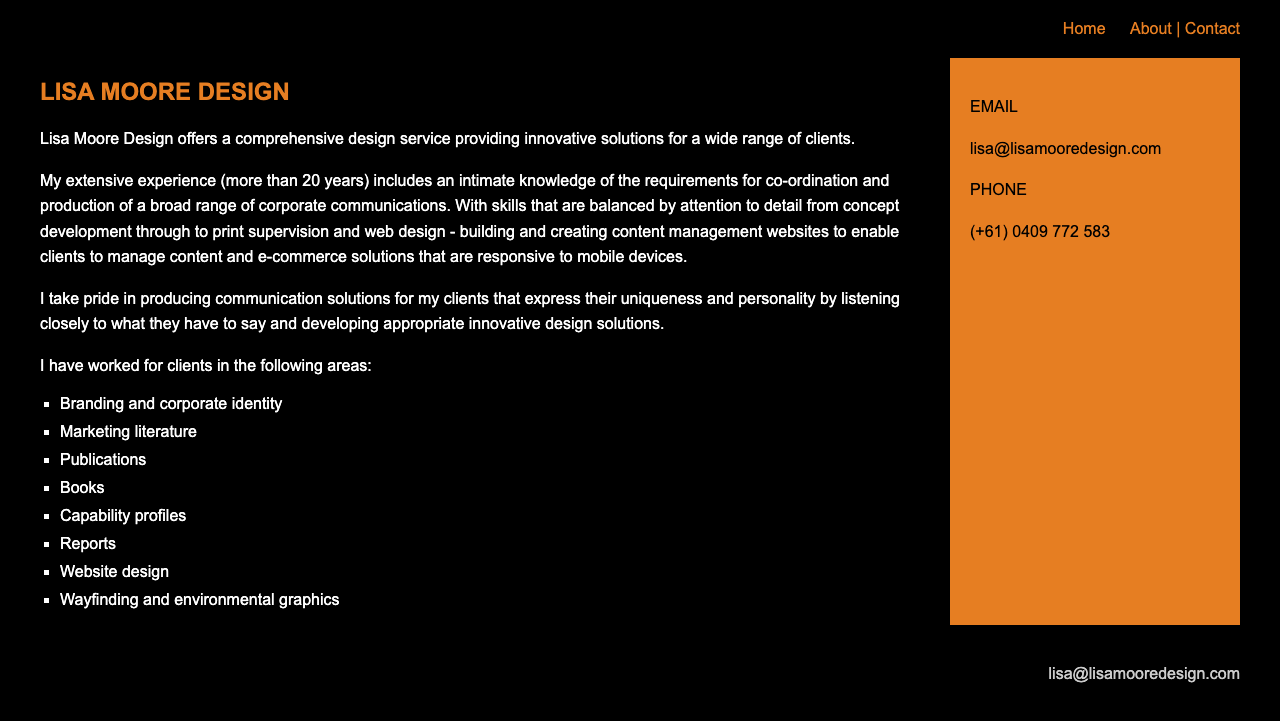 Home About | Contact
LISA MOORE DESIGN
Lisa Moore Design offers a comprehensive design service providing innovative solutions for a wide range of clients.
My extensive experience (more than 20 years) includes an intimate knowledge of the requirements for co-ordination and
production of a broad range of corporate communications. With skills that are balanced by attention to detail from concept
development through to print supervision and web design - building and creating content management websites to enable
clients to manage content and e-commerce solutions that are responsive to mobile devices.
I take pride in producing communication solutions for my clients that express their uniqueness and personality by listening
closely to what they have to say and developing appropriate innovative design solutions.
I have worked for clients in the following areas:
Branding and corporate identity
Marketing literature
Publications
Books
Capability profiles
Reports
Website design
Wayfinding and environmental graphics
EMAIL
lisa@lisamooredesign.com
PHONE
(+61) 0409 772 583
lisa@lisamooredesign.com